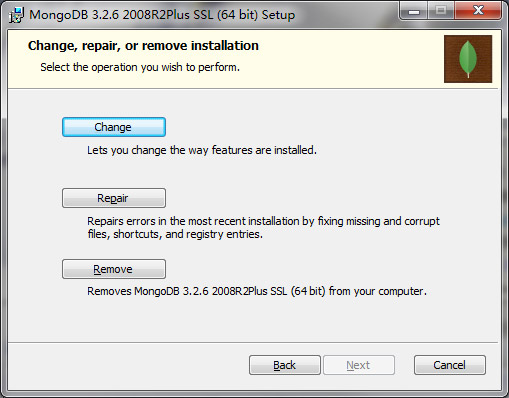 MongoDB 3.2.6 2008R2Plus SSL (64 bit) Setup
Change, repair, or remove installation
Select the operation you wish to perform.
Change
Lets you change the way features are installed.
Repair
Repairs errors in the most recent installation by fixing missing and corrupt
files, shortcuts, and registry entries.
Remove
Removes MongoDB 3.2.6 2008R2Plus SSL (64 bit) from your computer.
Back Next Cancel